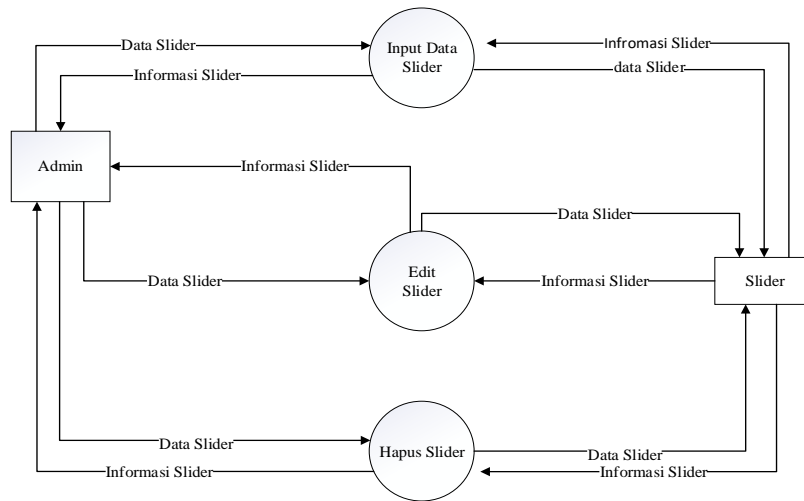 Data Slider
Input Data
Slider
Infromasi Slider
Informasi Slider
data Slider
Admin
Informasi Slider
Data Slider
Data Slider
Edit
Slider
Informasi Slider
Slider
Data Slider
Hapus Slider
Data Slider
Informasi Slider
Informasi Slider